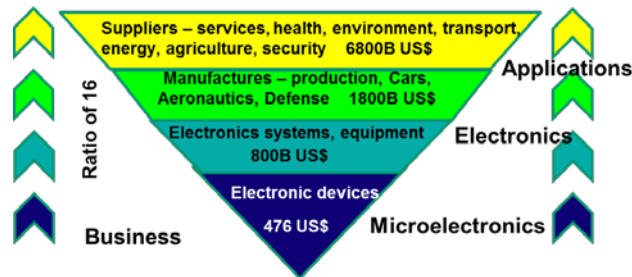 Suppliers – services, health, environment, transport,
energy, agriculture, security 6800B US$
Applications
Manufactures – production, Cars,
Aeronautics, Defense 1800B US$
Ratio of 16
Electronics systems, equipment
800B US$
Electronics
Electronic devices
476 US$
Microelectronics
Business